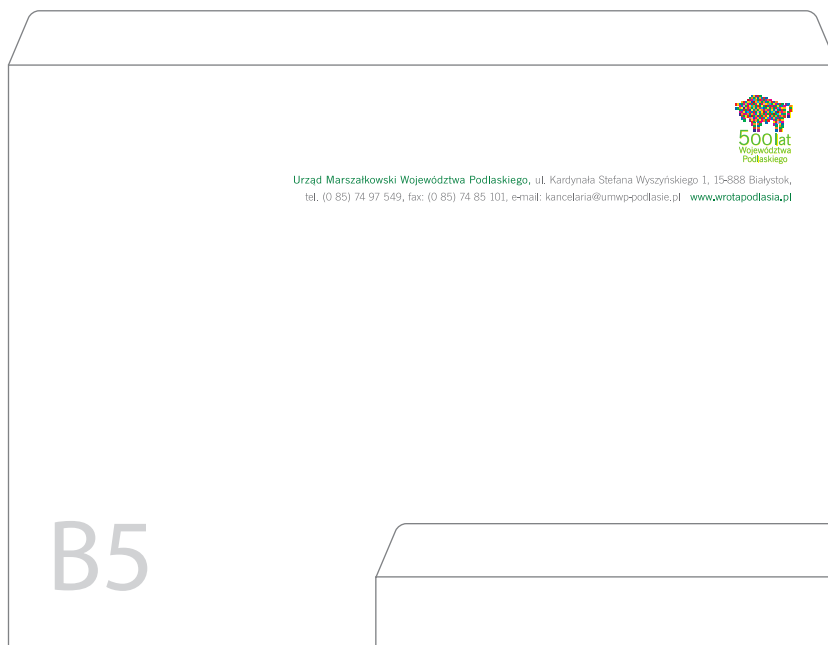 500 lat
Województwa
Podlaskiego
Urząd Marszałkowski Województwa Podlaskiego, ul. Kardynała Stefana Wyszyńskiego 1, 15-888 Białystok,
tel. (0 85) 74 97 549, fax: (0 85) 74 85 101, e-mail: kancelaria@umwp-podlasie.pl www.wrotapodlasia.pl
B5